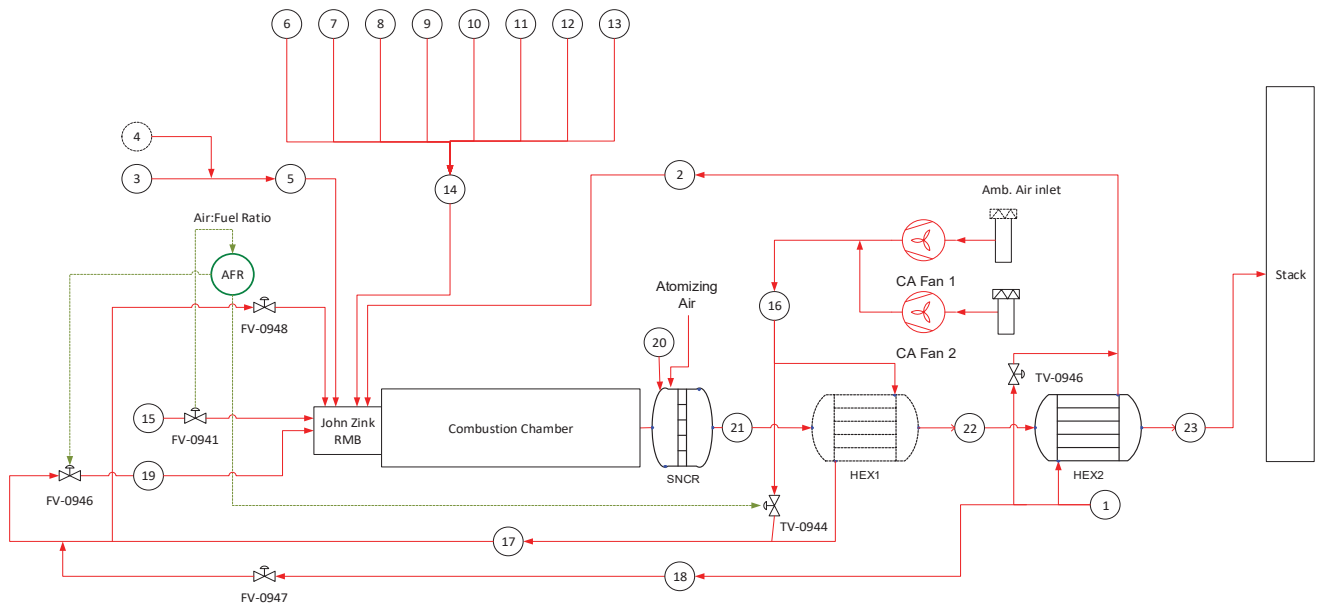 6 7 8 9 10 11 12 13
4
3 5 14 2
Amb. Air inlet
Air:Fuel Ratio
AFR
CA Fan 1
Atomizing
Air
16
FV-0948
20
CA Fan 2
TV-0946
Stack
15
FV-0941
John Zink
RMB
Combustion Chamber
21
22
23
SNCR
HEX1
HEX2
FV-0946
19
TV-0944
1
17
18
FV-0947